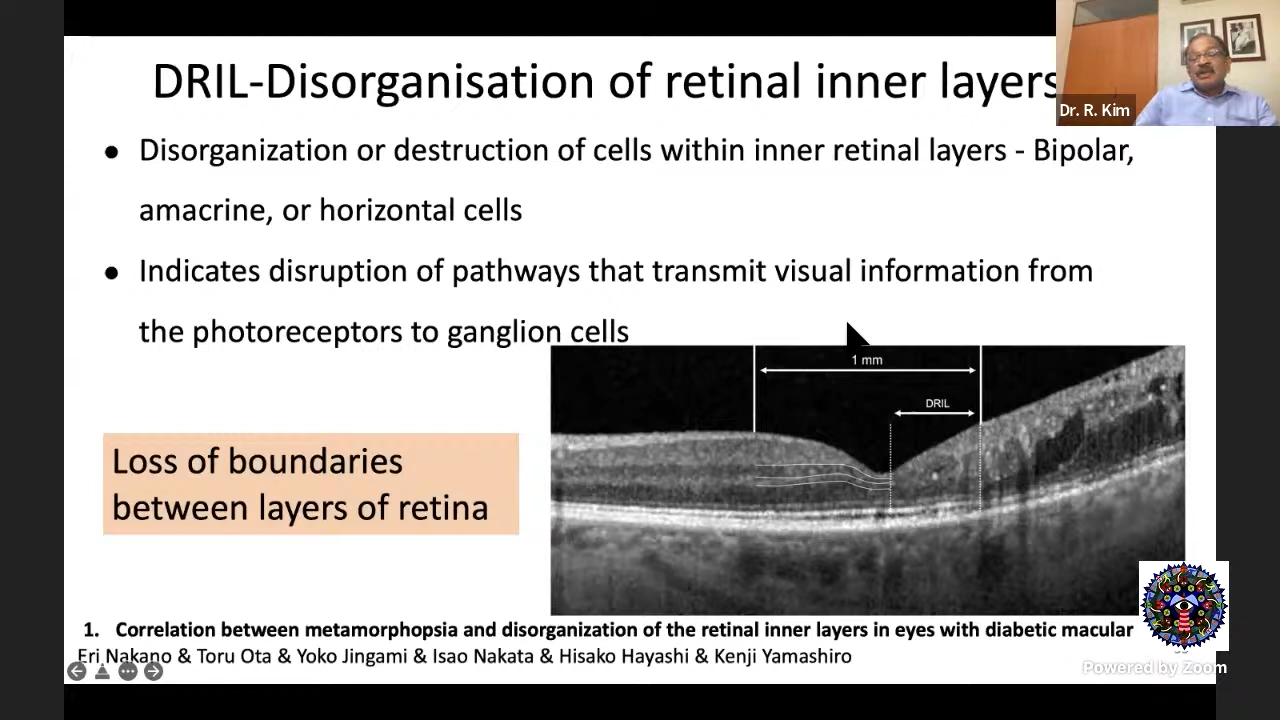 DRIL-Disorganisation of retinal inner layers
Dr. R. Kim
● Disorganization or destruction of cells within inner retinal layers - Bipolar,
amacrine, or horizontal cells
● Indicates disruption of pathways that transmit visual information from
the photoreceptors to ganglion cells
1 mm
DRIL
Loss of boundaries
between layers of retina
1. Correlation between metamorphopsia and disorganization of the retinal inner layers in eyes with diabetic macular
Eri Nakano & Toru Ota & Yoko Jingami & Isao Nakata & Hisako Hayashi & Kenji Yamashiro
Powered by Zoom